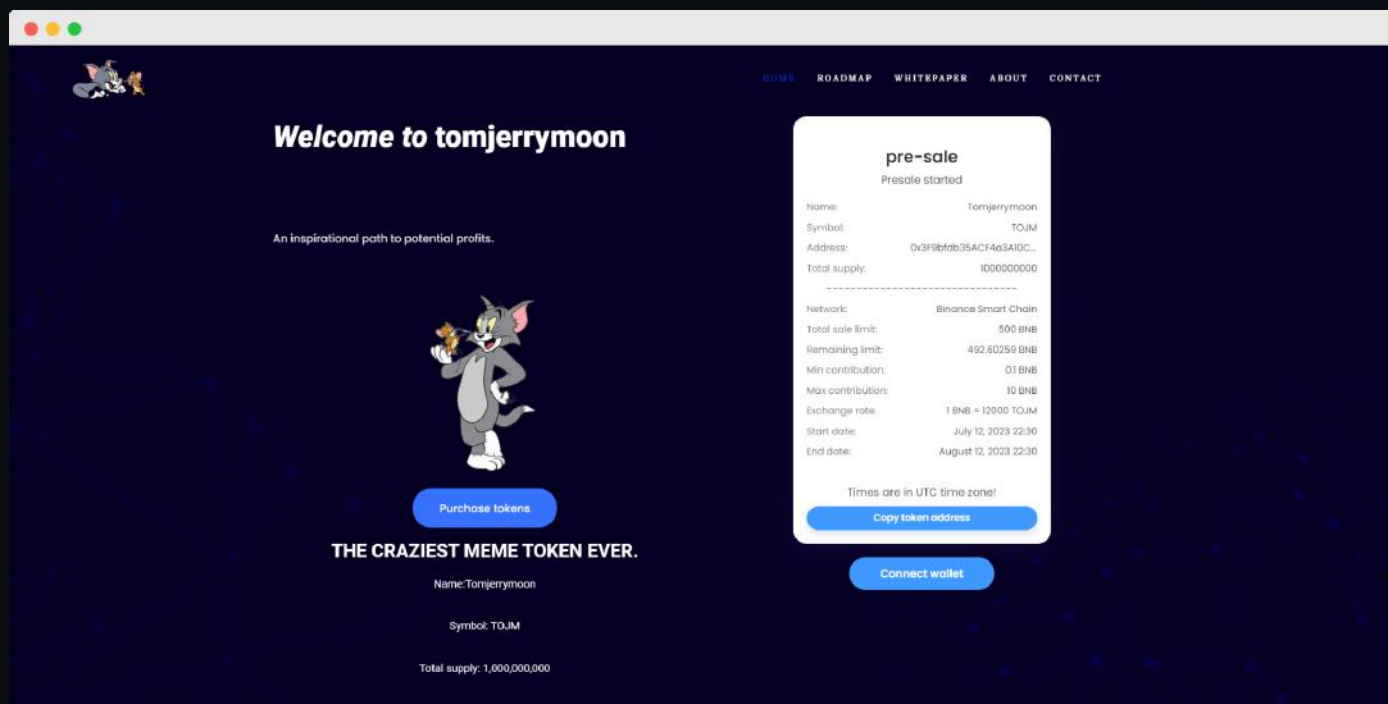 HOME ROADMAP WHITEPAPER ABOUT CONTACT
Welcome to tomjerrymoon
An inspirational path to potential profits.
Purchase tokens
THE CRAZIEST MEME TOKEN EVER.
Name:Tomjerrymoon
Symbol: TOJM
Total supply: 1,000,000,000
pre-sale
Presale started
Name: Tomjerrymoon
Symbol: TOJM
Address: 0x3F9bfdb35ACF4a3A10C...
Total supply: 1000000000
--------------------------------
Network: Binance Smart Chain
Total sale limit: 500 BNB
Remaining limit: 492.60259 BNB
Min contribution: 0.1 BNB
Max contribution: 10 BNB
Exchange rate: 1 BNB = 12000 TOJM
Start date: July 12, 2023 22:30
End date: August 12, 2023 22:30
Times are in UTC time zone!
Copy token address
Connect wallet